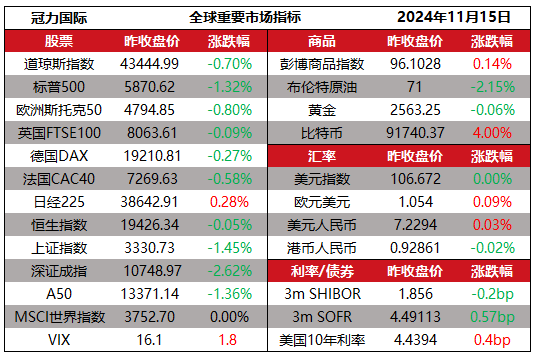 冠力国际 全球重要市场指标 2024年11月15日
股票 昨收盘价 涨跌幅 商品 昨收盘价 涨跌幅
道琼斯指数 43444.99 -0.70% 彭博商品指数 96.1028 0.14%
标普500 5870.62 -1.32% 布伦特原油 71 -2.15%
欧洲斯托克50 4794.85 -0.80% 黄金 2563.25 -0.06%
英国FTSE100 8063.61 -0.09% 比特币 91740.37 4.00%
德国DAX 19210.81 -0.27% 汇率 昨收盘价 涨跌幅
法国CAC40 7269.63 -0.58% 美元指数 106.672 0.00%
日经225 38642.91 0.28% 欧元美元 1.054 0.09%
恒生指数 19426.34 -0.05% 美元人民币 7.2294 0.03%
上证指数 3330.73 -1.45% 港币人民币 0.92861 -0.02%
深证成指 10748.97 -2.62% 利率/债券 昨收盘价 涨跌幅
A50 13371.14 -1.36% 3m SHIBOR 1.856 -0.2bp
MSCI世界指数 3752.70 0.00% 3m SOFR 4.49113 0.57bp
VIX 16.1 1.8 美国10年利率 4.4394 0.4bp